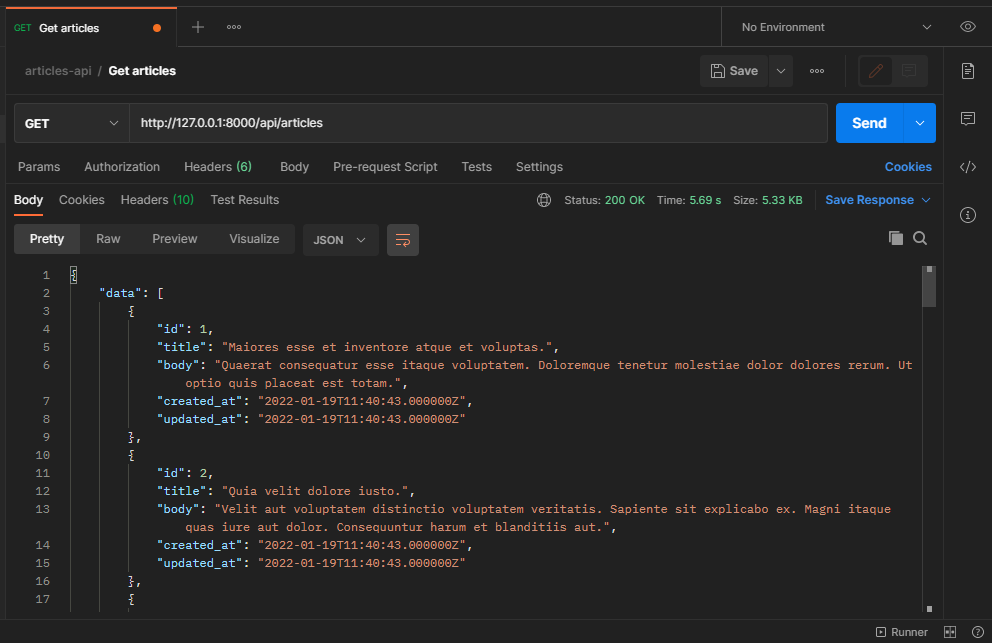 GET Get articles
No Environment
articles-api / Get articles
Save
GET http://127.0.0.1:8000/api/articles Send
Params Authorization Headers (6) Body Pre-request Script Tests Settings Cookies
Body Cookies Headers (10) Test Results Status: 200 OK Time: 5.69 s Size: 5.33 KB Save Response
Pretty Raw Preview Visualize JSON
1 {
2 "data": [
3 {
4 "id": 1,
5 "title": "Maiores esse et inventore atque et voluptas.",
6 "body": "Quaerat consequatur esse itaque voluptatem. Doloremque tenetur molestiae dolor dolores rerum. Ut
optio quis placeat est totam.",
7 "created_at": "2022-01-19T11:40:43.000000Z",
8 "updated_at": "2022-01-19T11:40:43.000000Z"
9 },
10 {
11 "id": 2,
12 "title": "Quia velit dolore iusto.",
13 "body": "Velit aut voluptatem distinctio voluptatem veritatis. Sapiente sit explicabo ex. Magni itaque
quas iure aut dolor. Consequuntur harum et blanditiis aut.",
14 "created_at": "2022-01-19T11:40:43.000000Z",
15 "updated_at": "2022-01-19T11:40:43.000000Z"
16 },
17 {
Runner